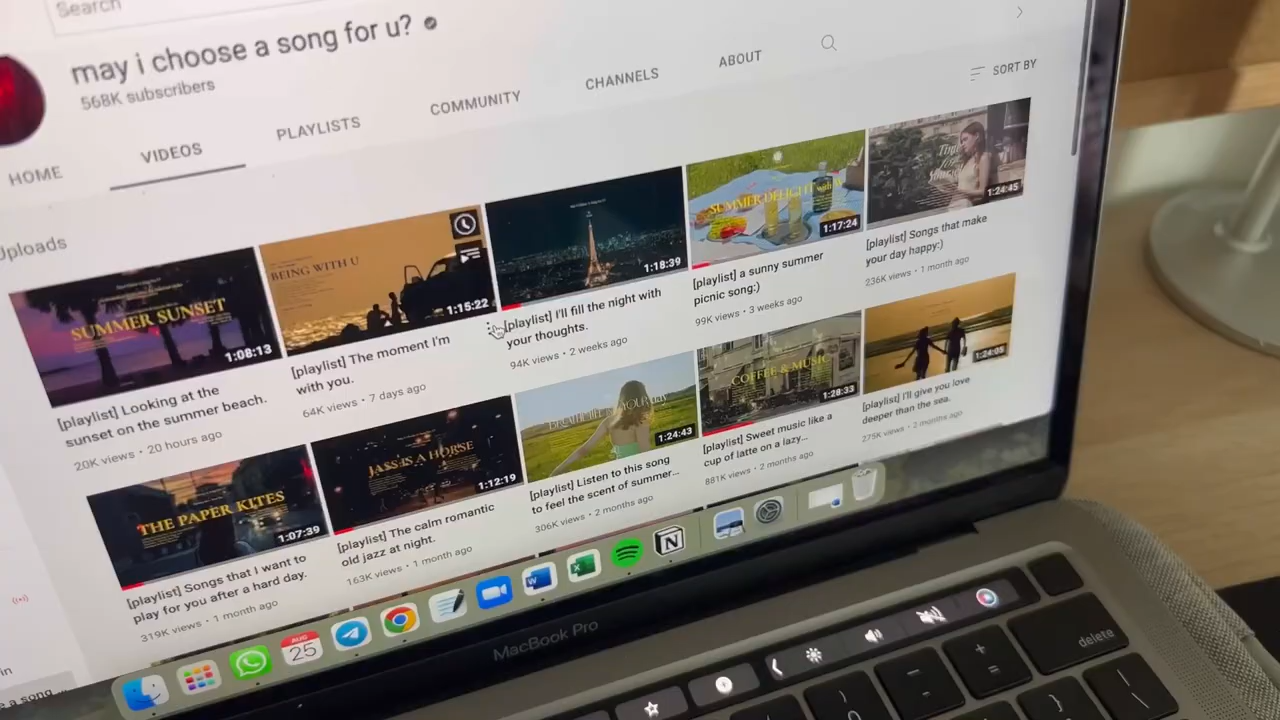 Search
may i choose a song for u?
568K subscribers
HOME
VIDEOS
PLAYLISTS
COMMUNITY
CHANNELS
ABOUT
SORT BY
Uploads
SUMMER SUNSET
1:08:13
[playlist] Looking at the
sunset on the summer beach.
20K views • 20 hours ago
BEING WITH U
1:15:22
[playlist] The moment I'm
with you.
64K views • 7 days ago
1:18:39
[playlist] I'll fill the night with
your thoughts.
94K views • 2 weeks ago
SUMMER DELIGHT with
1:17:24
[playlist] a sunny summer
picnic song:)
99K views • 3 weeks ago
Time
for
1:24:45
[playlist] Songs that make
your day happy:)
236K views • 1 month ago
THE PAPER KITES
1:07:39
[playlist] Songs that I want to
play for you after a hard day.
319K views • 1 month ago
JASS IS A HORSE
1:12:19
[playlist] The calm romantic
old jazz at night.
163K views • 1 month ago
1:24:43
[playlist] Listen to this song
to feel the scent of summer...
306K views • 2 months ago
COFFEE & MUSIC
1:28:33
[playlist] Sweet music like a
cup of latte on a lazy...
881K views • 2 months ago
1:24:05
[playlist] I'll give you love
deeper than the sea.
275K views • 2 months ago
in
e a song ...
AUG
25
W
X
N
MacBook Pro
delete